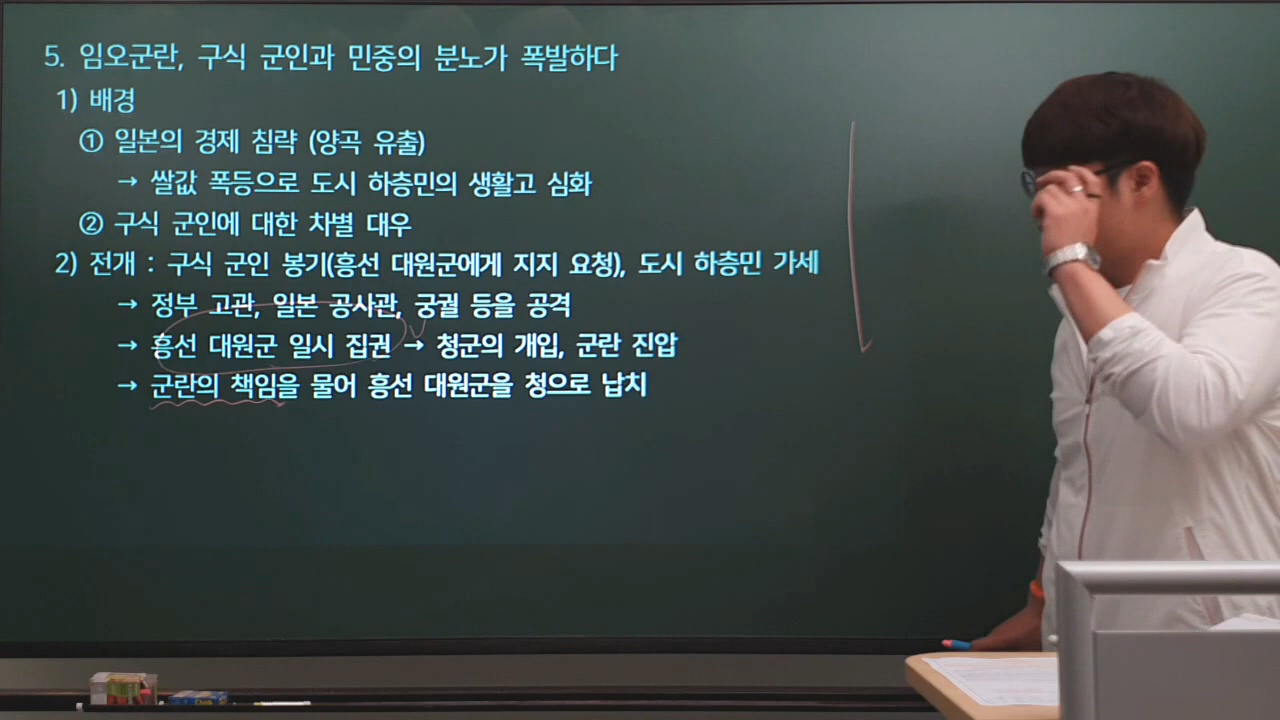 5. 임오군란, 구식 군인과 민중의 분노가 폭발하다
1) 배경
① 일본의 경제 침략 (양곡 유출)
→ 쌀값 폭등으로 도시 하층민의 생활고 심화
② 구식 군인에 대한 차별 대우
2) 전개 : 구식 군인 봉기(흥선 대원군에게 지지 요청), 도시 하층민 가세
→ 정부 고관, 일본 공사관, 궁궐 등을 공격
→ 흥선 대원군 일시 집권 → 청군의 개입, 군란 진압
→ 군란의 책임을 물어 흥선 대원군을 청으로 납치